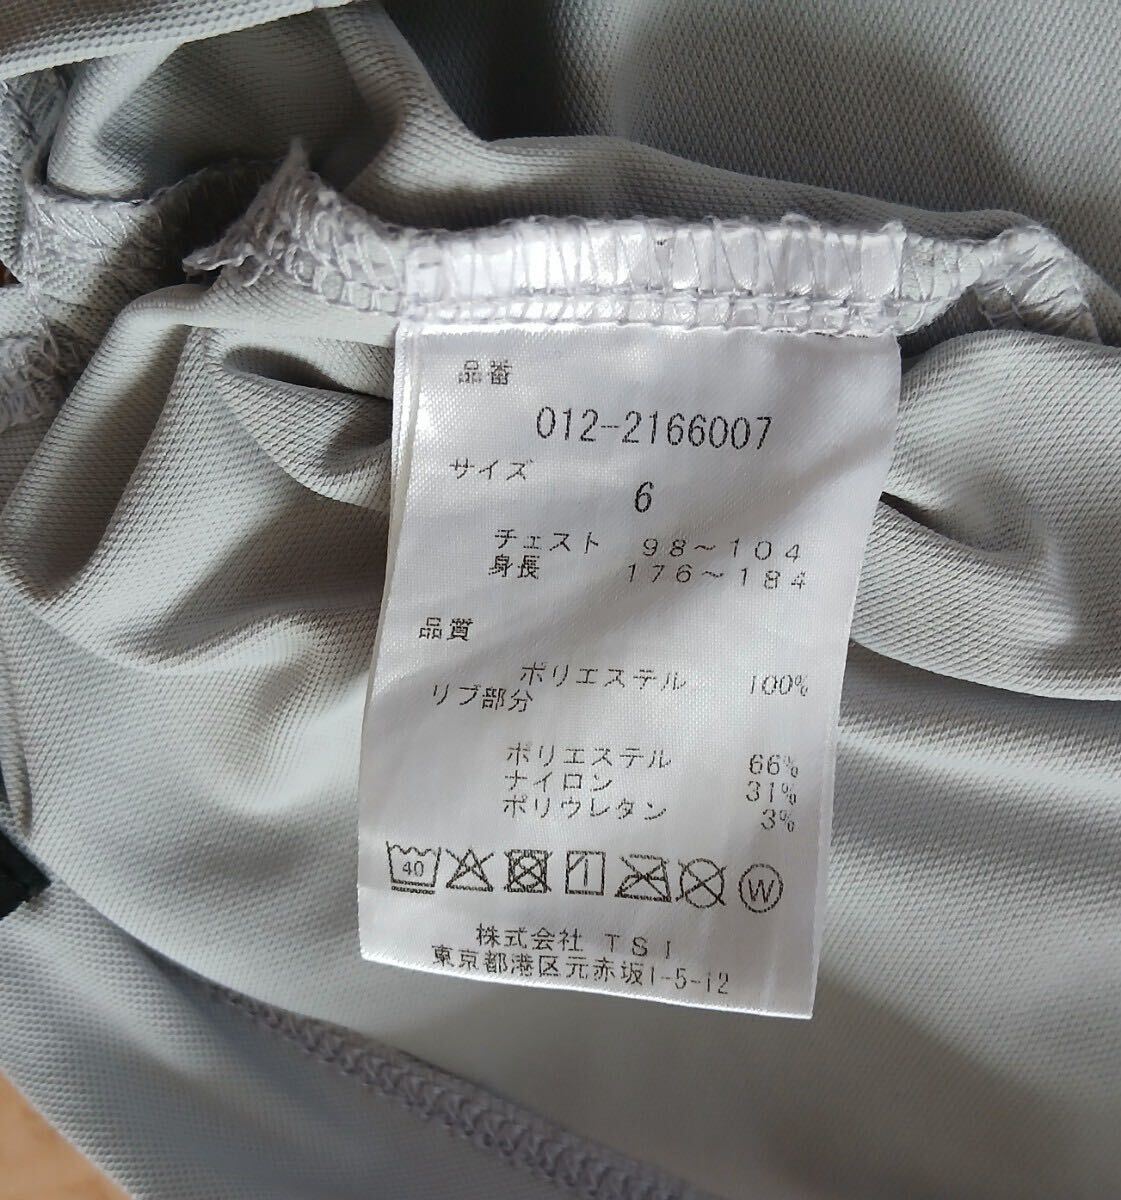 品番
012-2166007
サイズ
6
チェスト 98～104
身長 176～184
品質
ポリエステル 100%
リブ部分
ポリエステル 66%
ナイロン 31%
ポリウレタン 3%
40 W
株式会社 TSI
東京都港区元赤坂1-5-12